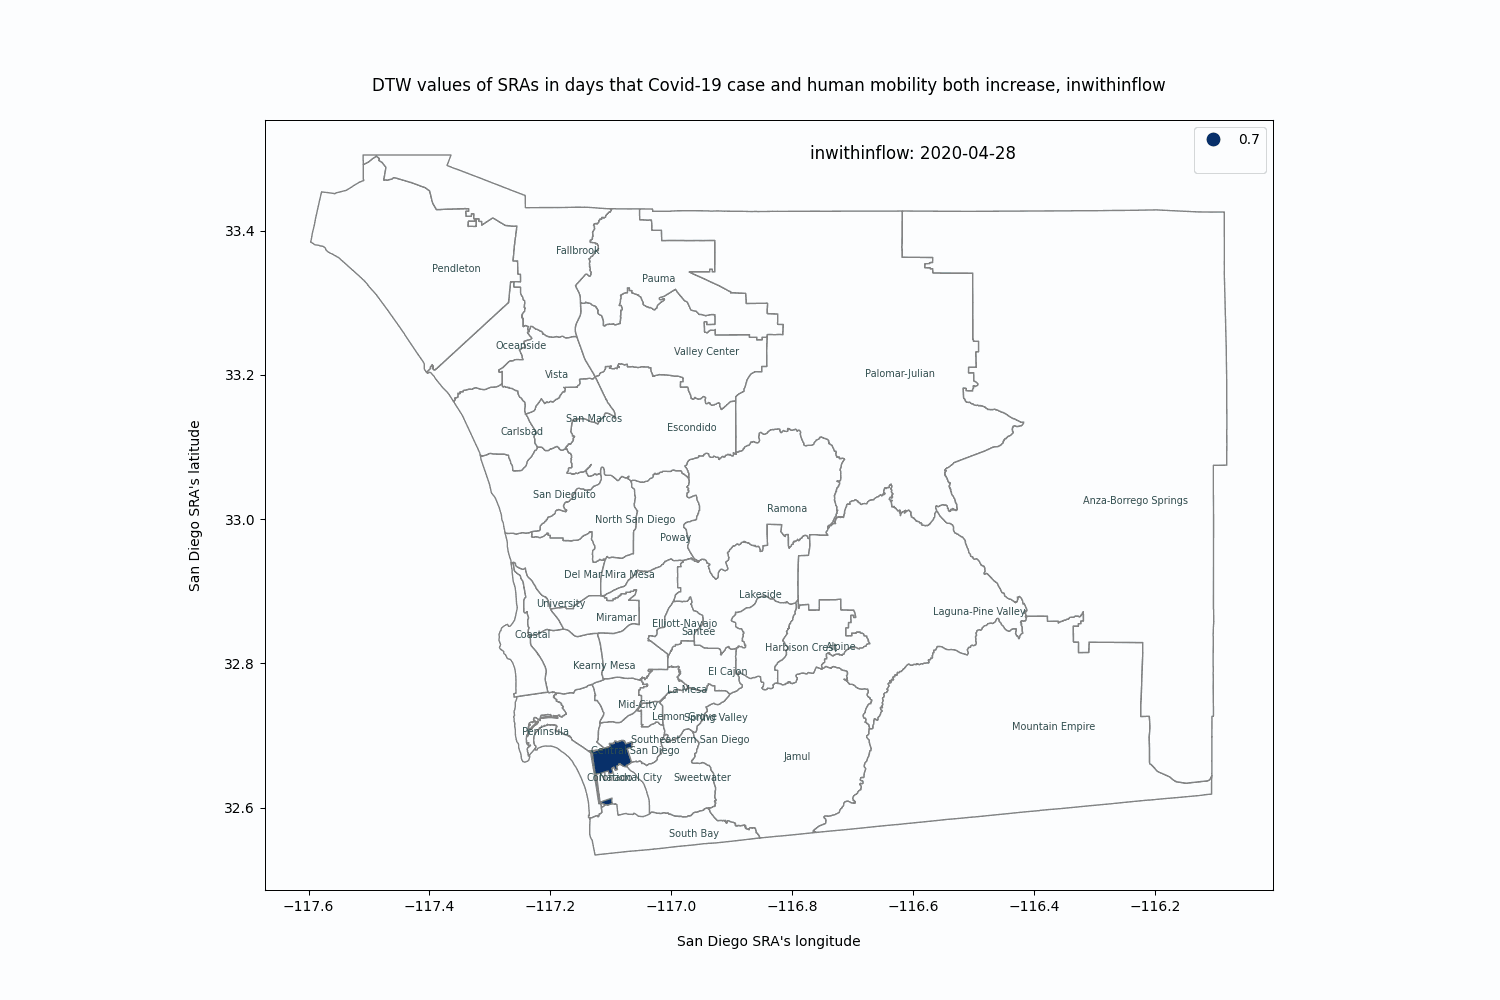 DTW values of SRAs in days that Covid-19 case and human mobility both increase, inwithinflow
inwithinflow: 2020-04-28
0.7
33.4
33.2
33.0
32.8
32.6
San Diego SRA's latitude
Fallbrook
Pendleton
Pauma
Oceanside
Valley Center
Vista
Palomar-Julian
San Marcos
Carlsbad
Escondido
San Dieguito
Anza-Borrego Springs
Ramona
North San Diego
Poway
Del Mar-Mira Mesa
Lakeside
University
Laguna-Pine Valley
Miramar
Elliott-Navajo
Santee
Coastal
Harbison Crest
Alpine
Kearny Mesa
El Cajon
La Mesa
Mid-City
Lemon Grove
Spring Valley
Mountain Empire
Peninsula
Southeastern San Diego
Central San Diego
Jamul
Coronado
National City
Sweetwater
South Bay
−117.6
−117.4
−117.2
−117.0
−116.8
−116.6
−116.4
−116.2
San Diego SRA's longitude